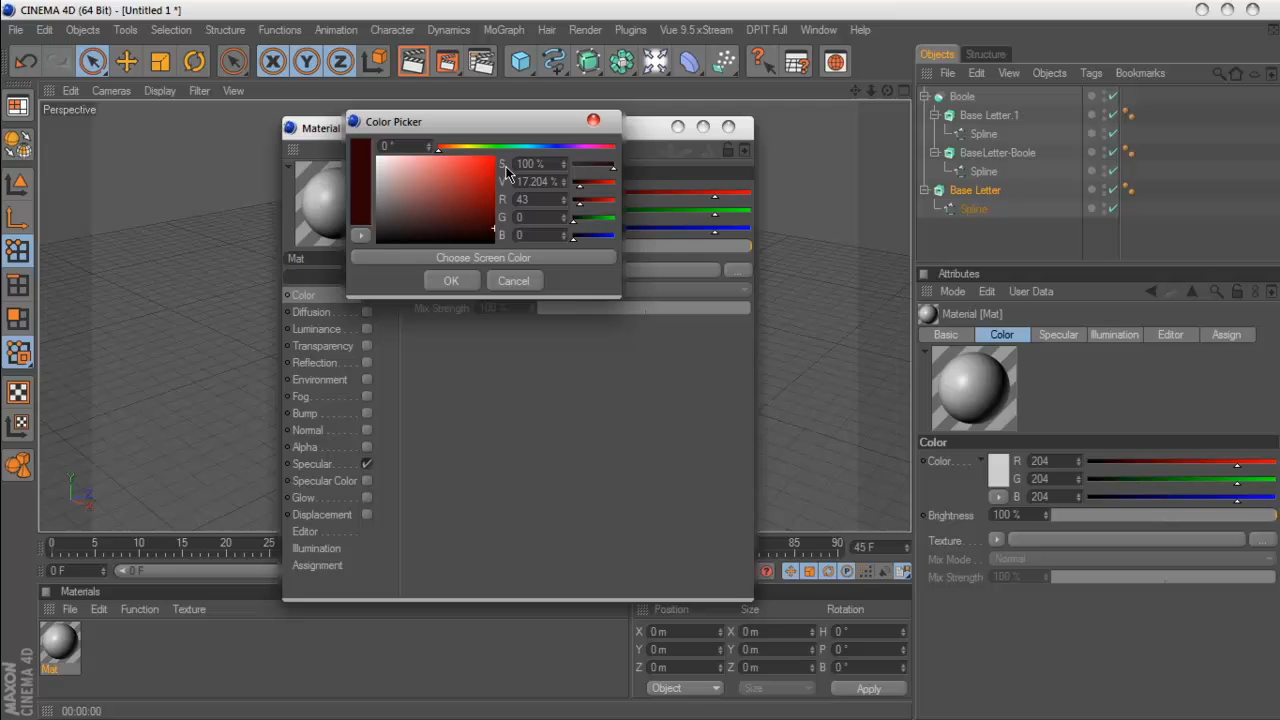 CINEMA 4D (64 Bit) - [Untitled 1 *]
File Edit Objects Tools Selection Structure Functions Animation Character Dynamics MoGraph Hair Render Plugins Vue 9.5 xStream DPIT Full Window Help
Objects Structure
File Edit View Objects Tags Bookmarks
Edit Cameras Display Filter View
Perspective
Boole
Base Letter.1
Spline
BaseLetter-Boole
Spline
Base Letter
Spline
Material
Color Picker
0 °
S 100 %
V 17.204 %
R 43
G 0
B 0
Choose Screen Color
OK Cancel
Mat
Color
Diffusion
Luminance
Transparency
Reflection
Environment
Fog
Bump
Normal
Alpha
Specular
Specular Color
Glow
Displacement
Editor
Illumination
Assignment
Mix Strength 100 %
...
Attributes
Mode Edit User Data
Material [Mat]
Basic Color Specular Illumination Editor Assign
Color
Color R 204
G 204
B 204
Brightness 100 %
Texture ...
Mix Mode Normal
Mix Strength 100 %
Y Z X
0 5 10 15 20 25 85 90
45 F
0 F 0 F
Materials
File Edit Function Texture
Mat
Position Size Rotation
X 0 m X 0 m H 0 °
Y 0 m Y 0 m P 0 °
Z 0 m Z 0 m B 0 °
Object Size Apply
MAXON
CINEMA 4D
00:00:00